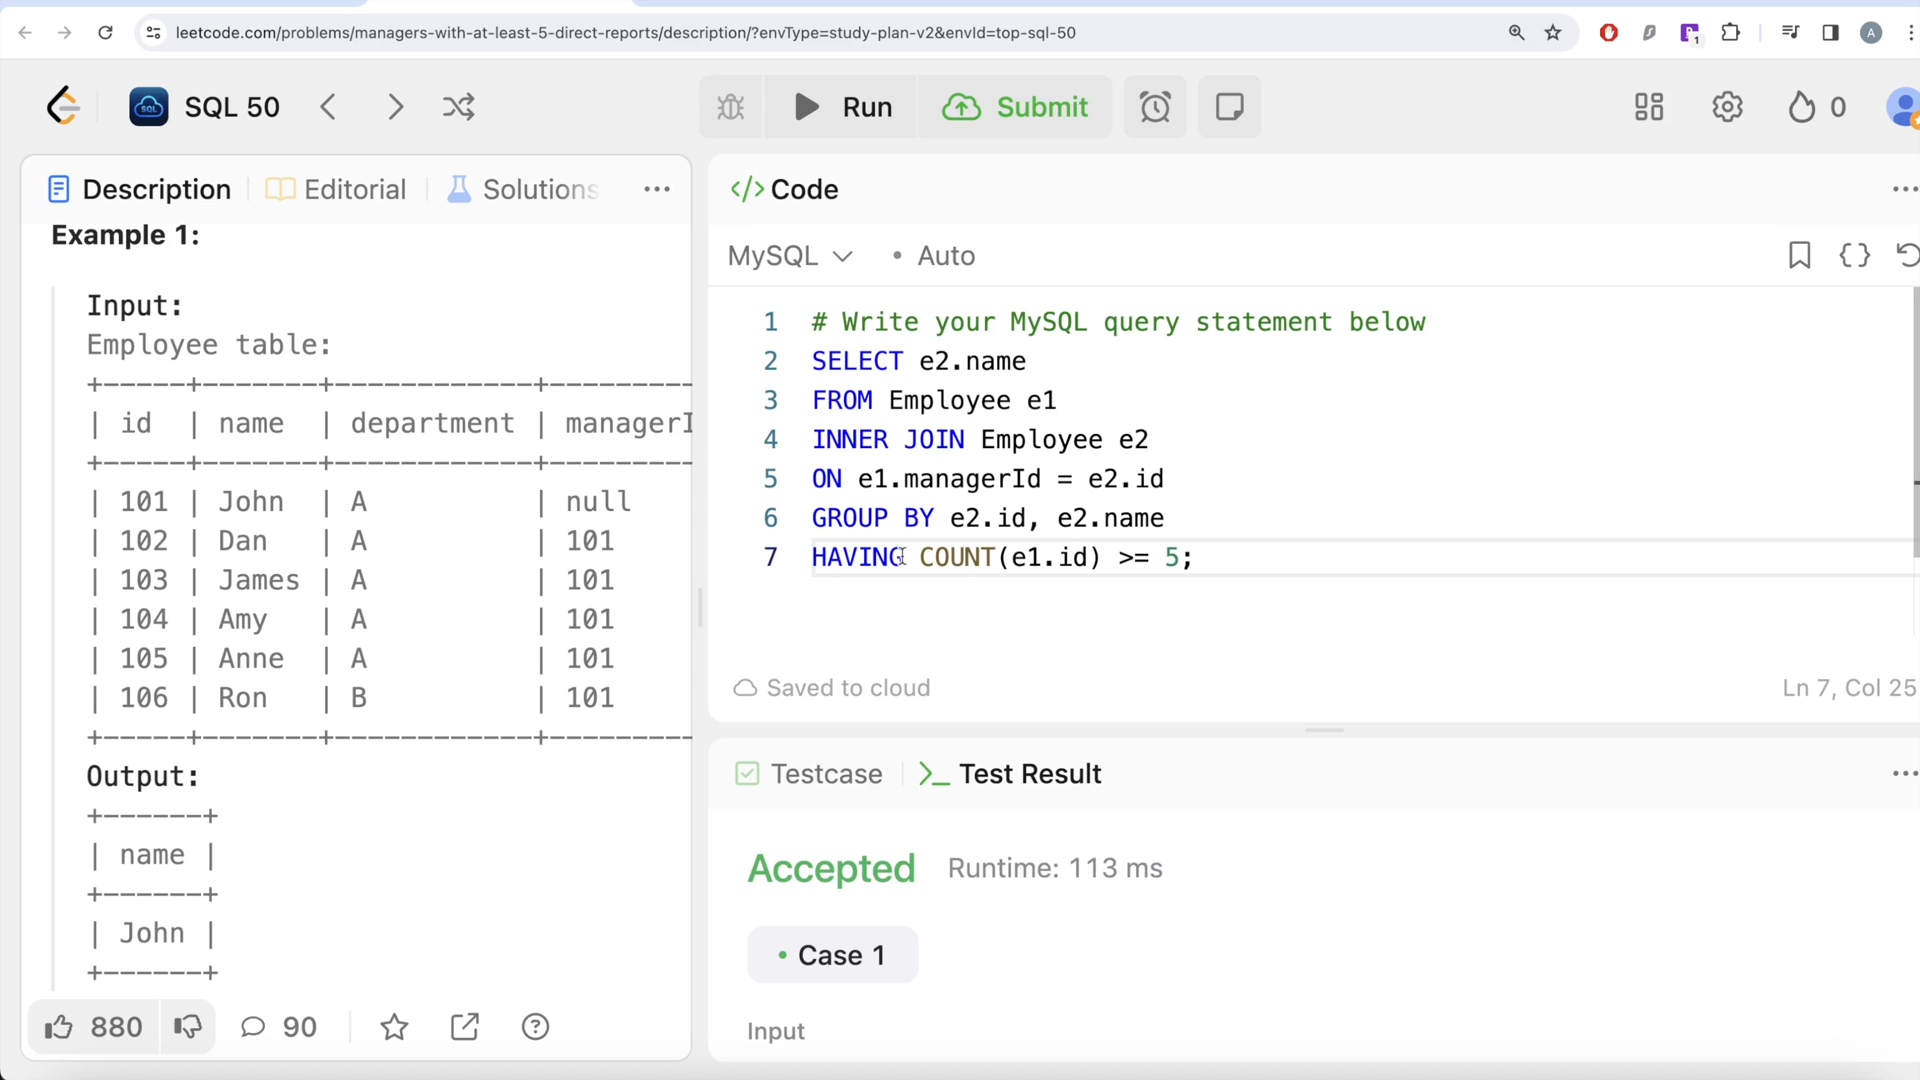 leetcode.com/problems/managers-with-at-least-5-direct-reports/description/?envType=study-plan-v2&envId=top-sql-50
1
A
SQL
SQL 50
Run
Submit
0
Description
Editorial
Solutions
Example 1:
Input:
Employee table:
+-----+-------+------------+---------
| id | name | department | managerI
+-----+-------+------------+---------
| 101 | John | A | null
| 102 | Dan | A | 101
| 103 | James | A | 101
| 104 | Amy | A | 101
| 105 | Anne | A | 101
| 106 | Ron | B | 101
+-----+-------+------------+---------
Output:
+------+
| name |
+------+
| John |
+------+
880
90
</> Code
MySQL
• Auto
1 # Write your MySQL query statement below
2 SELECT e2.name
3 FROM Employee e1
4 INNER JOIN Employee e2
5 ON e1.managerId = e2.id
6 GROUP BY e2.id, e2.name
7 HAVING COUNT(e1.id) >= 5;
Saved to cloud
Ln 7, Col 25
Testcase
>_ Test Result
Accepted
Runtime: 113 ms
• Case 1
Input